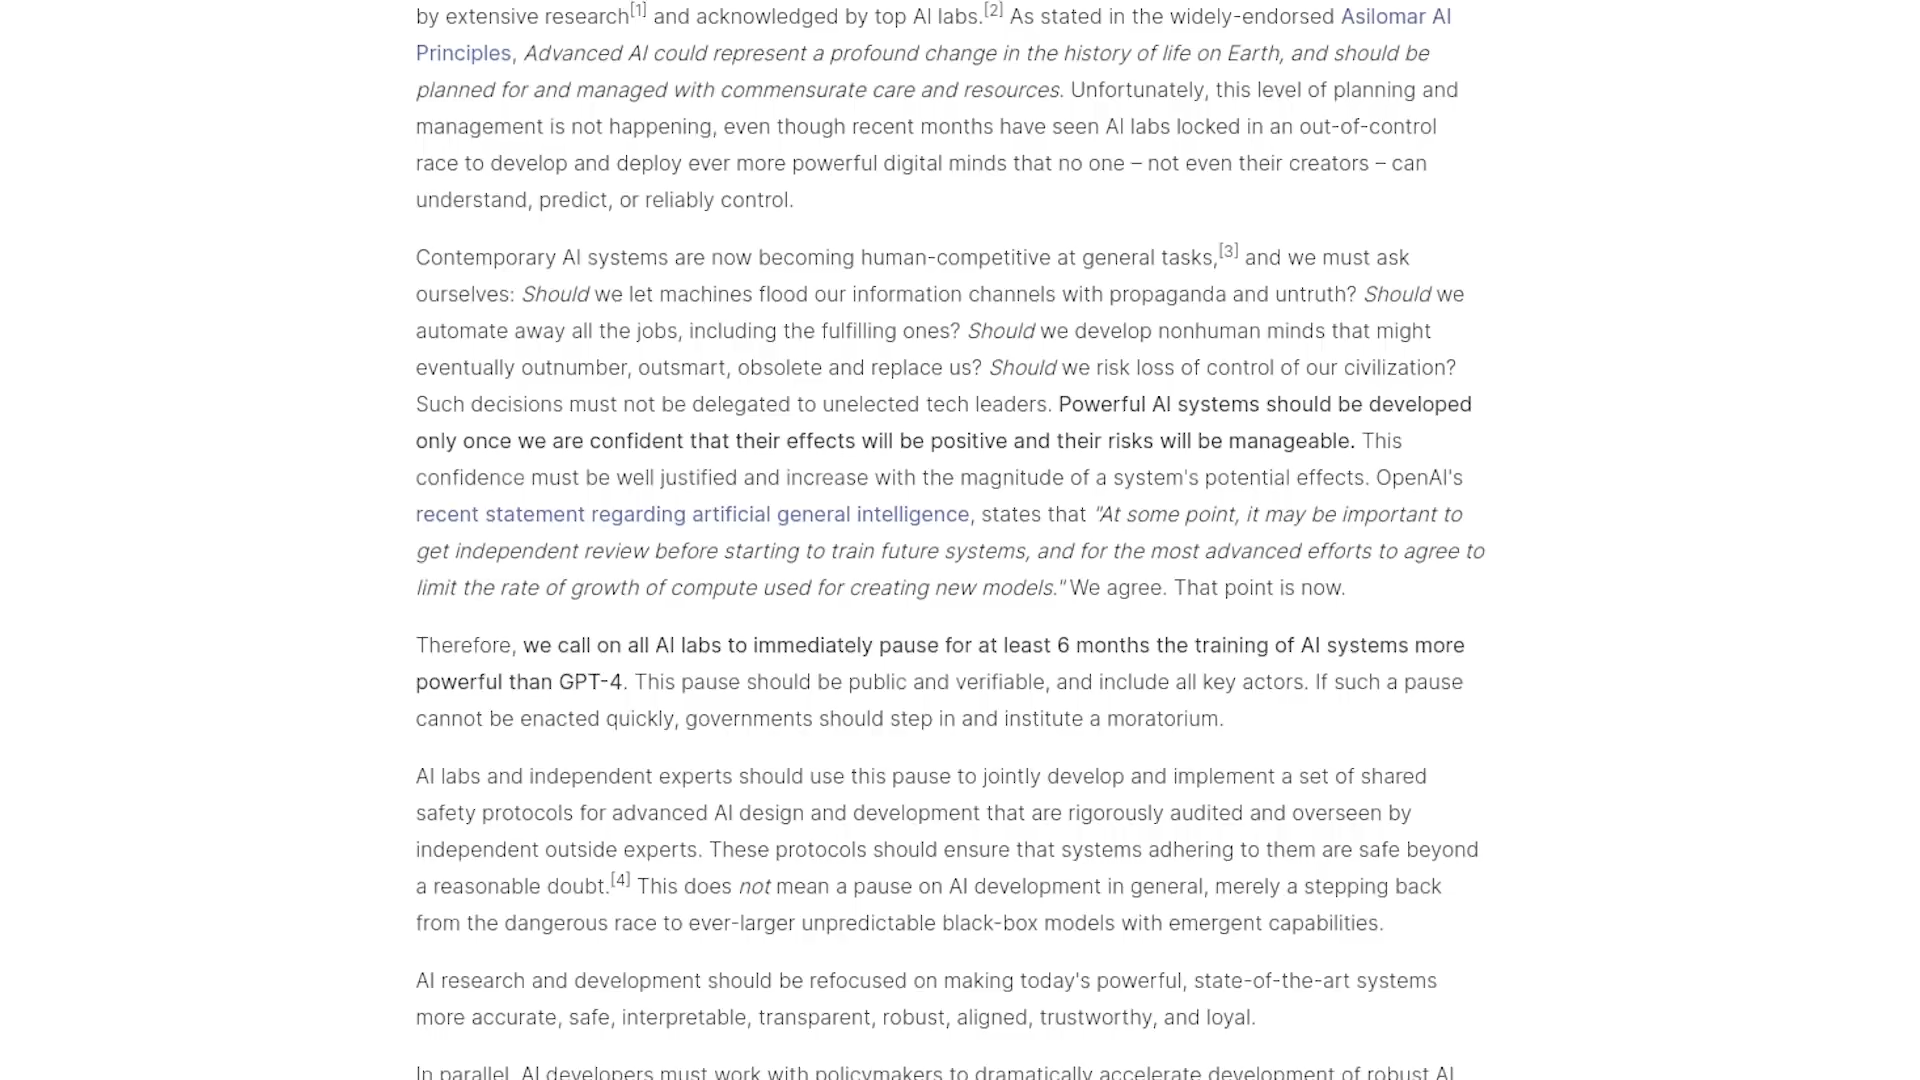 by extensive research[1] and acknowledged by top AI labs.[2] As stated in the widely-endorsed Asilomar AI
Principles, Advanced AI could represent a profound change in the history of life on Earth, and should be
planned for and managed with commensurate care and resources. Unfortunately, this level of planning and
management is not happening, even though recent months have seen AI labs locked in an out-of-control
race to develop and deploy ever more powerful digital minds that no one – not even their creators – can
understand, predict, or reliably control.
Contemporary AI systems are now becoming human-competitive at general tasks,[3] and we must ask
ourselves: Should we let machines flood our information channels with propaganda and untruth? Should we
automate away all the jobs, including the fulfilling ones? Should we develop nonhuman minds that might
eventually outnumber, outsmart, obsolete and replace us? Should we risk loss of control of our civilization?
Such decisions must not be delegated to unelected tech leaders. Powerful AI systems should be developed
only once we are confident that their effects will be positive and their risks will be manageable. This
confidence must be well justified and increase with the magnitude of a system's potential effects. OpenAI's
recent statement regarding artificial general intelligence, states that "At some point, it may be important to
get independent review before starting to train future systems, and for the most advanced efforts to agree to
limit the rate of growth of compute used for creating new models." We agree. That point is now.
Therefore, we call on all AI labs to immediately pause for at least 6 months the training of AI systems more
powerful than GPT-4. This pause should be public and verifiable, and include all key actors. If such a pause
cannot be enacted quickly, governments should step in and institute a moratorium.
AI labs and independent experts should use this pause to jointly develop and implement a set of shared
safety protocols for advanced AI design and development that are rigorously audited and overseen by
independent outside experts. These protocols should ensure that systems adhering to them are safe beyond
a reasonable doubt.[4] This does not mean a pause on AI development in general, merely a stepping back
from the dangerous race to ever-larger unpredictable black-box models with emergent capabilities.
AI research and development should be refocused on making today's powerful, state-of-the-art systems
more accurate, safe, interpretable, transparent, robust, aligned, trustworthy, and loyal.
In parallel, AI developers must work with policymakers to dramatically accelerate development of robust AI